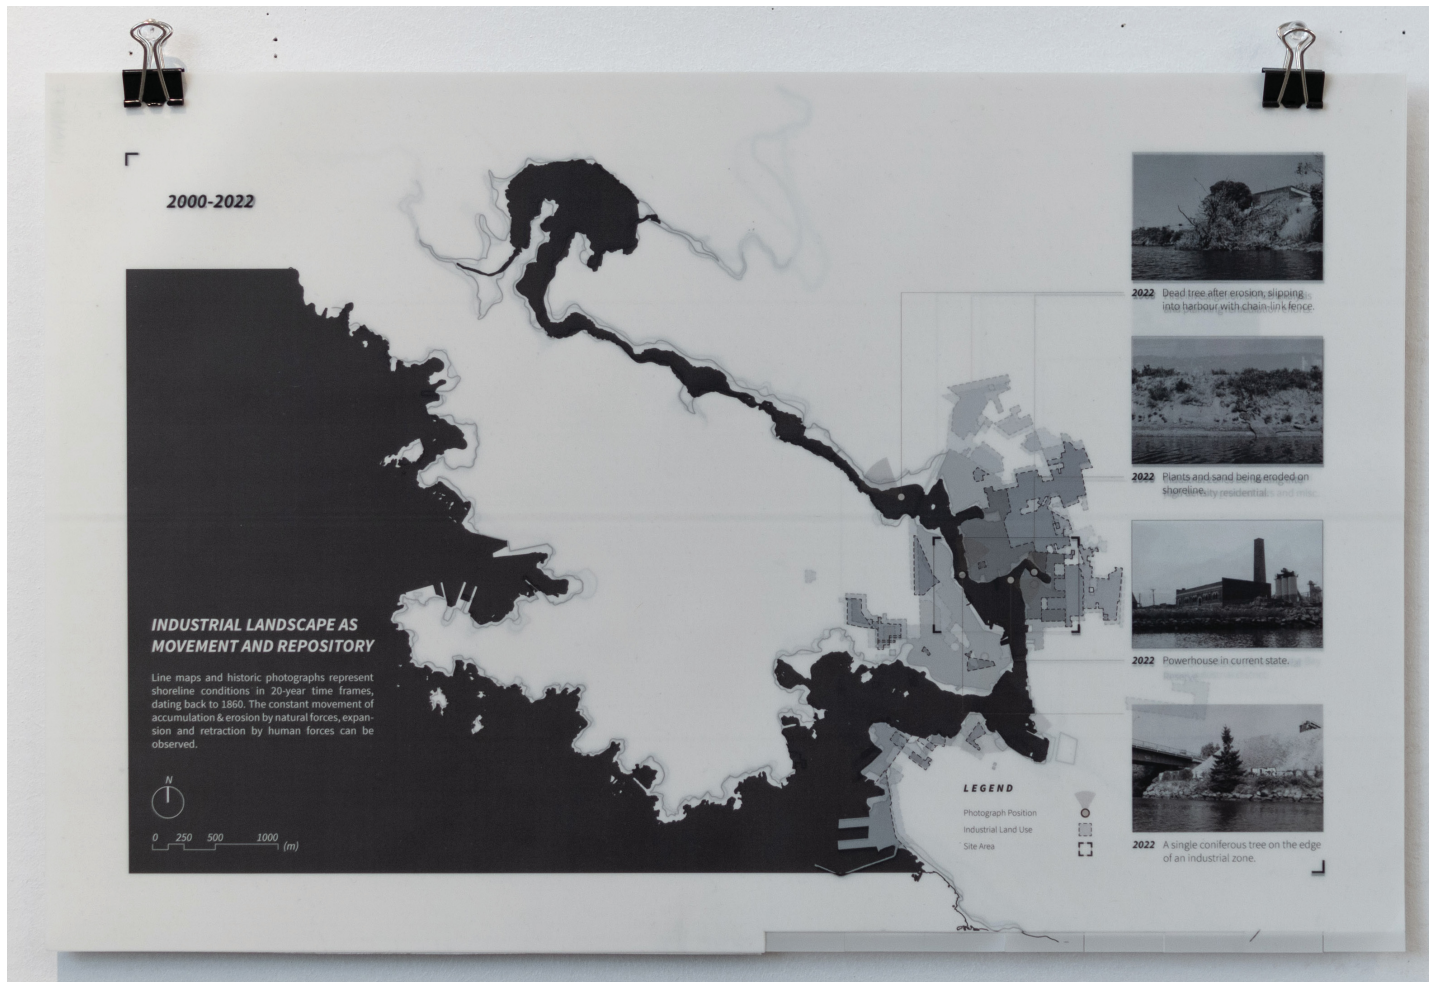 2000-2022
2022 Dead tree after erosion, slipping
into harbour with chain-link fence.
2022 Plants and sand being eroded on
shoreline.
INDUSTRIAL LANDSCAPE AS
MOVEMENT AND REPOSITORY
Line maps and historic photographs represent
shoreline conditions in 20-year time frames,
dating back to 1860. The constant movement of
accumulation & erosion by natural forces, expan-
sion and retraction by human forces can be
observed.
2022 Powerhouse in current state.
N
0 250 500 1000
(m)
LEGEND
Photograph Position
Industrial Land Use
Site Area
2022 A single coniferous tree on the edge
of an industrial zone.